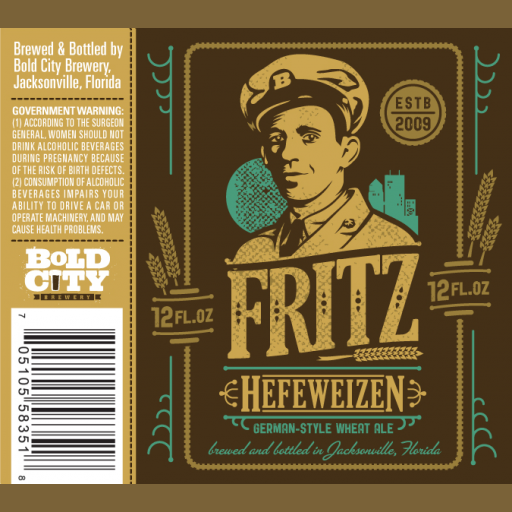 Brewed & Bottled by
Bold City Brewery,
Jacksonville, Florida
GOVERNMENT WARNING:
(1) ACCORDING TO THE SURGEON
GENERAL, WOMEN SHOULD NOT
DRINK ALCOHOLIC BEVERAGES
DURING PREGNANCY BECAUSE
OF THE RISK OF BIRTH DEFECTS.
(2) CONSUMPTION OF ALCOHOLIC
BEVERAGES IMPAIRS YOUR
ABILITY TO DRIVE A CAR OR
OPERATE MACHINERY, AND MAY
CAUSE HEALTH PROBLEMS.
BOLD
CITY
BREWERY
7 05105 58351 8
B
ESTB
2009
12 FL.OZ
FRITZ
12 FL.OZ
HEFEWEIZEN
GERMAN-STYLE WHEAT ALE
brewed and bottled in Jacksonville, Florida